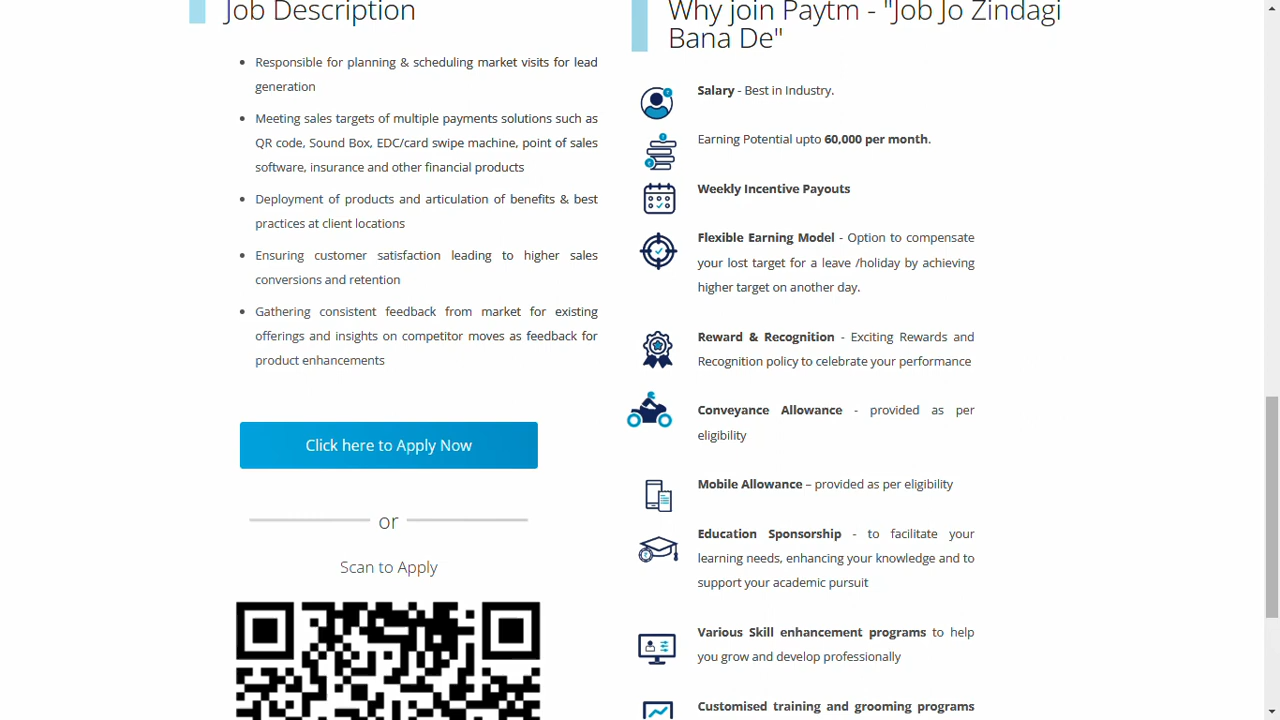 Job Description
Responsible for planning & scheduling market visits for lead
generation
Meeting sales targets of multiple payments solutions such as
QR code, Sound Box, EDC/card swipe machine, point of sales
software, insurance and other financial products
Deployment of products and articulation of benefits & best
practices at client locations
Ensuring customer satisfaction leading to higher sales
conversions and retention
Gathering consistent feedback from market for existing
offerings and insights on competitor moves as feedback for
product enhancements
Click here to Apply Now
or
Scan to Apply
Why join Paytm - "Job Jo Zindagi
Bana De"
Salary - Best in Industry.
Earning Potential upto 60,000 per month.
Weekly Incentive Payouts
Flexible Earning Model - Option to compensate
your lost target for a leave /holiday by achieving
higher target on another day.
Reward & Recognition - Exciting Rewards and
Recognition policy to celebrate your performance
Conveyance Allowance - provided as per
eligibility
Mobile Allowance – provided as per eligibility
Education Sponsorship - to facilitate your
learning needs, enhancing your knowledge and to
support your academic pursuit
Various Skill enhancement programs to help
you grow and develop professionally
Customised training and grooming programs